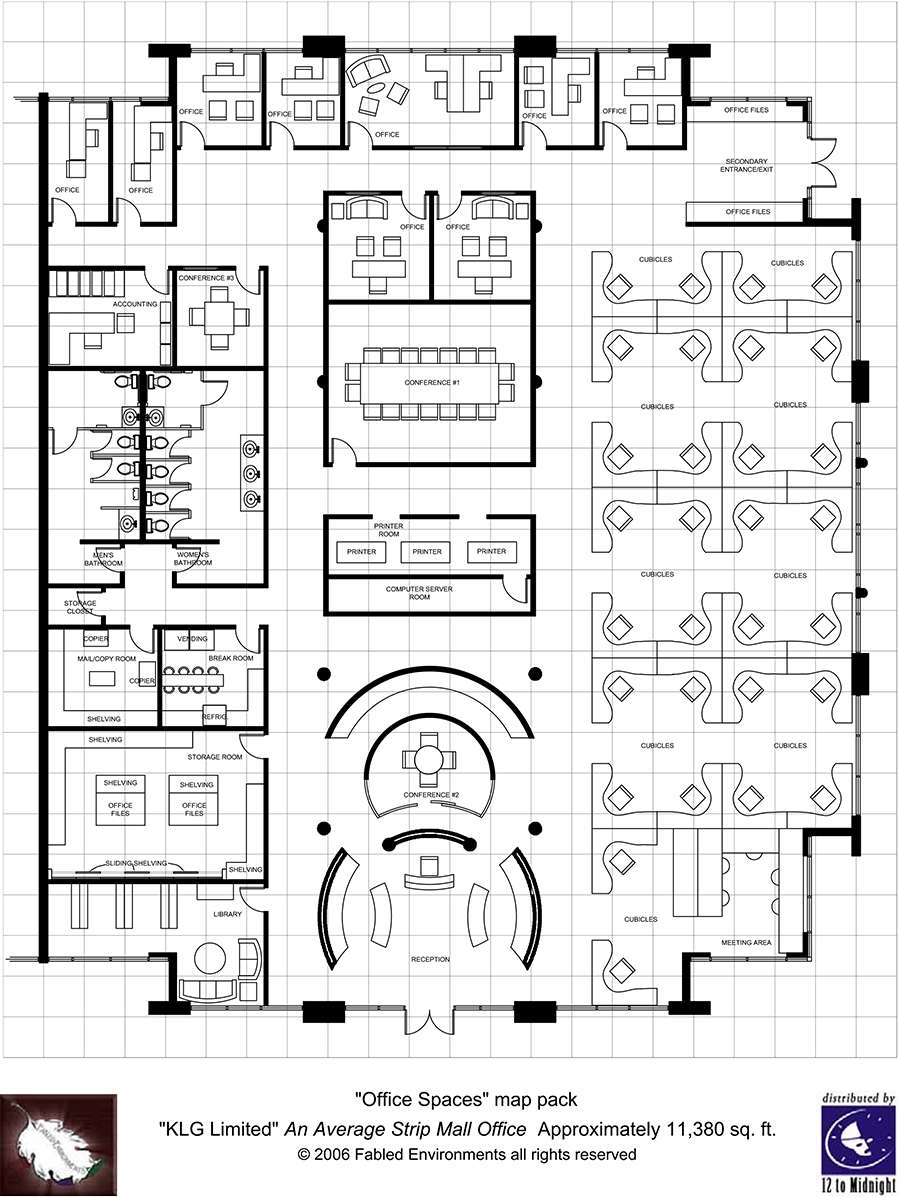 OFFICE FILES
OFFICE
OFFICE
OFFICE
OFFICE
OFFICE
SECONDARY
ENTRANCE/EXIT
OFFICE
OFFICE
OFFICE FILES
OFFICE
OFFICE
CUBICLES
CUBICLES
CONFERENCE #3
ACCOUNTING
CONFERENCE #1
CUBICLES
CUBICLES
PRINTER
ROOM
PRINTER
PRINTER
PRINTER
MEN'S
BATHROOM
WOMEN'S
BATHROOM
CUBICLES
CUBICLES
COMPUTER SERVER
ROOM
STORAGE
CLOSET
COPIER
VENDING
MAIL/COPY ROOM
BREAK ROOM
COPIER
SHELVING
REFRIG.
SHELVING
STORAGE ROOM
CUBICLES
CUBICLES
SHELVING
SHELVING
OFFICE
FILES
OFFICE
FILES
CONFERENCE #2
SLIDING SHELVING
SHELVING
LIBRARY
CUBICLES
MEETING AREA
RECEPTION
"Office Spaces" map pack
"KLG Limited" An Average Strip Mall Office Approximately 11,380 sq. ft.
© 2006 Fabled Environments all rights reserved
distributed by
12 to Midnight